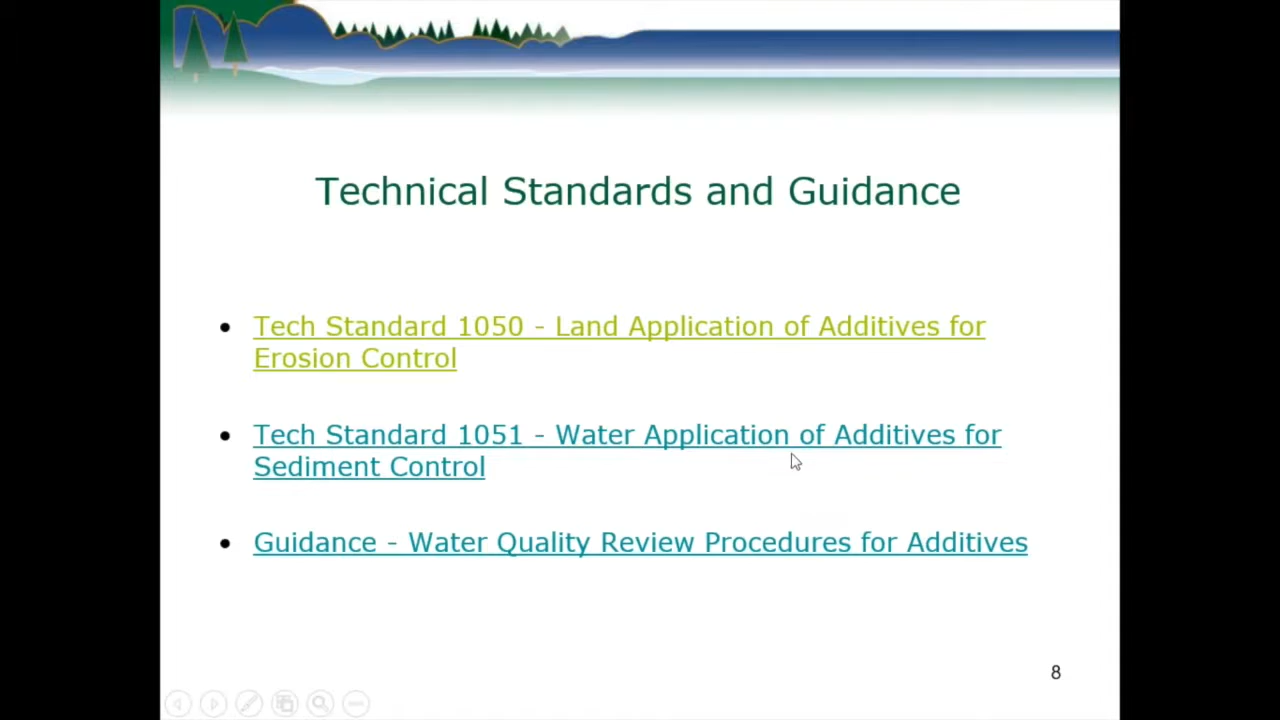 Technical Standards and Guidance
• Tech Standard 1050 - Land Application of Additives for
Erosion Control
• Tech Standard 1051 - Water Application of Additives for
Sediment Control
• Guidance - Water Quality Review Procedures for Additives
8